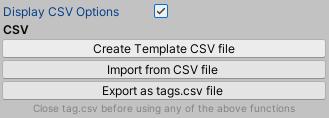 Display CSV Options
CSV
Create Template CSV file
Import from CSV file
Export as tags.csv file
Close tag.csv before using any of the above functions